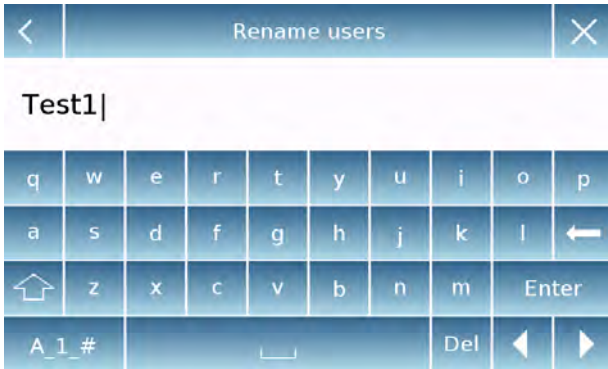 Rename users
Test1
q w e r t y u i o p
a s d f g h j k l
z x c v b n m Enter
A_1_# Del